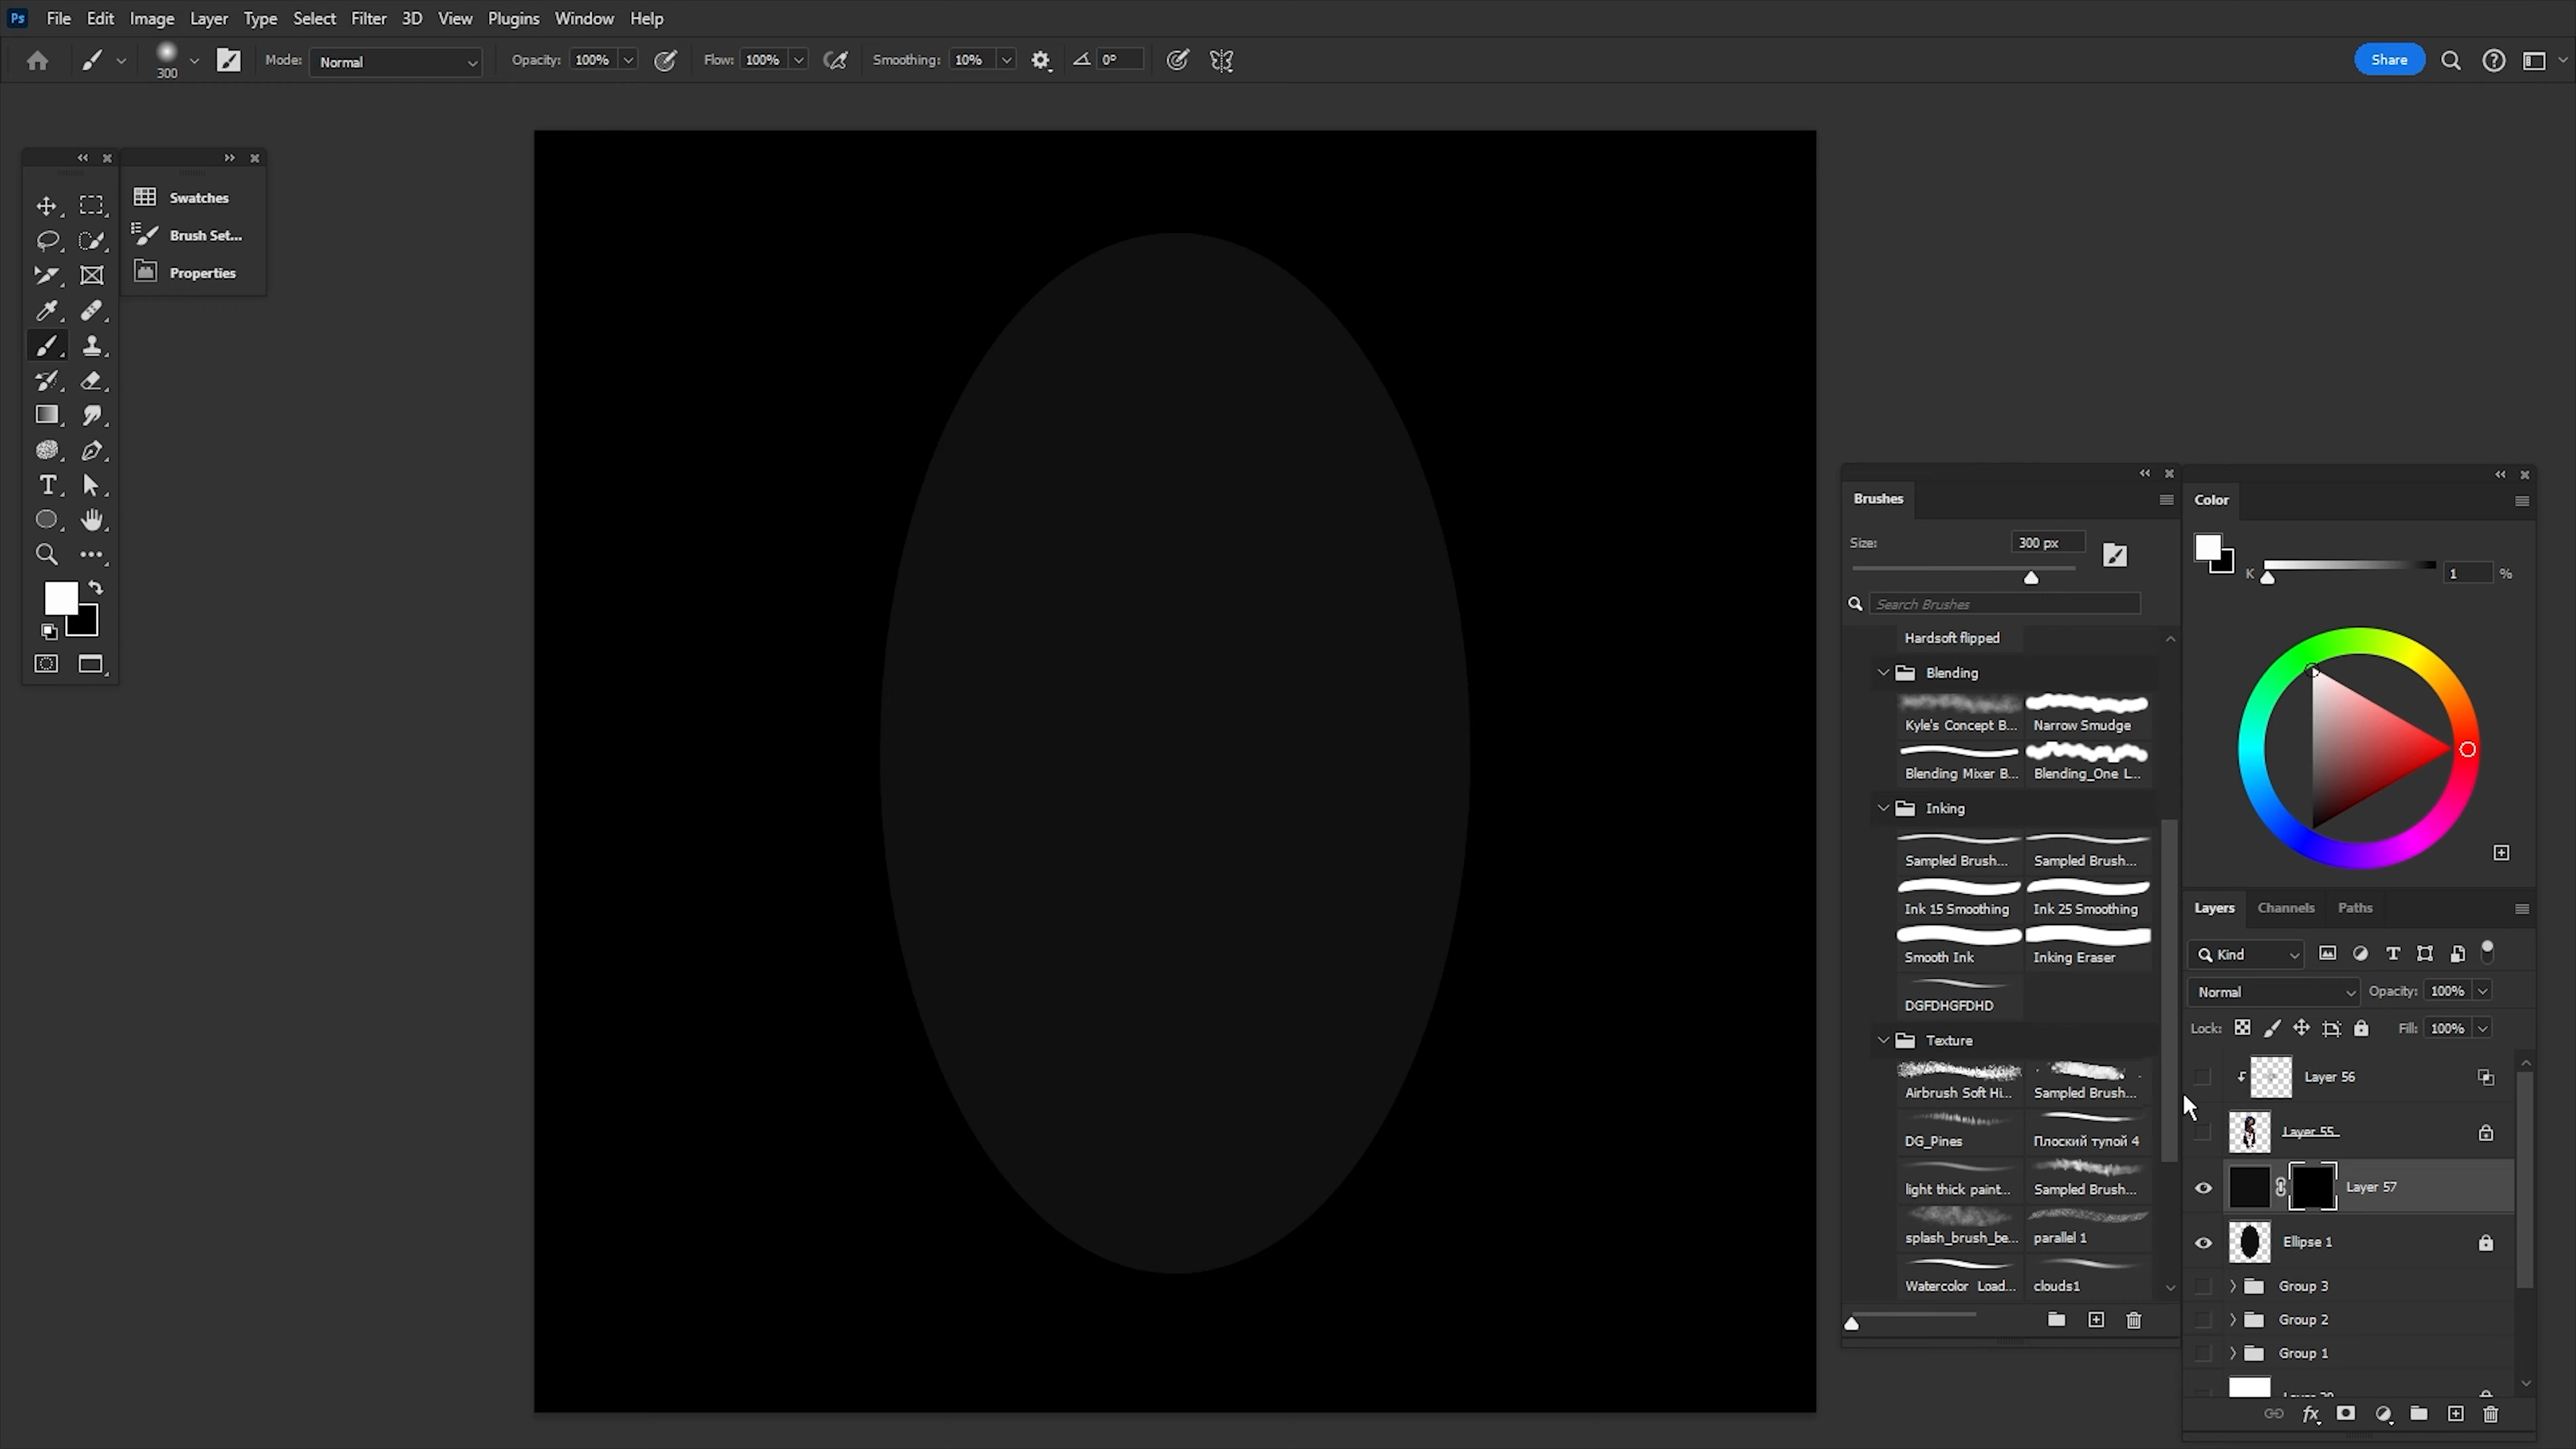 Ps File Edit Image Layer Type Select Filter 3D View Plugins Window Help
300 Mode: Normal Opacity: 100% Flow: 100% Smoothing: 10% 0° Share
Swatches
Brush Set...
Properties
Brushes
Size: 300 px
Search Brushes
Hardsoft flipped
Blending
Kyle's Concept B... Narrow Smudge
Blending Mixer B... Blending_One L...
Inking
Sampled Brush... Sampled Brush...
Ink 15 Smoothing Ink 25 Smoothing
Smooth Ink Inking Eraser
DGFDHGFDHD
Texture
Airbrush Soft Hi... Sampled Brush...
DG_Pines Плоский тупой 4
light thick paint... Sampled Brush...
splash_brush_be... parallel 1
Watercolor Load... clouds1
Color
K 1 %
Layers Channels Paths
Kind
Normal Opacity: 100%
Lock: Fill: 100%
Layer 56
Layer 55
Layer 57
Ellipse 1
Group 3
Group 2
Group 1
fx